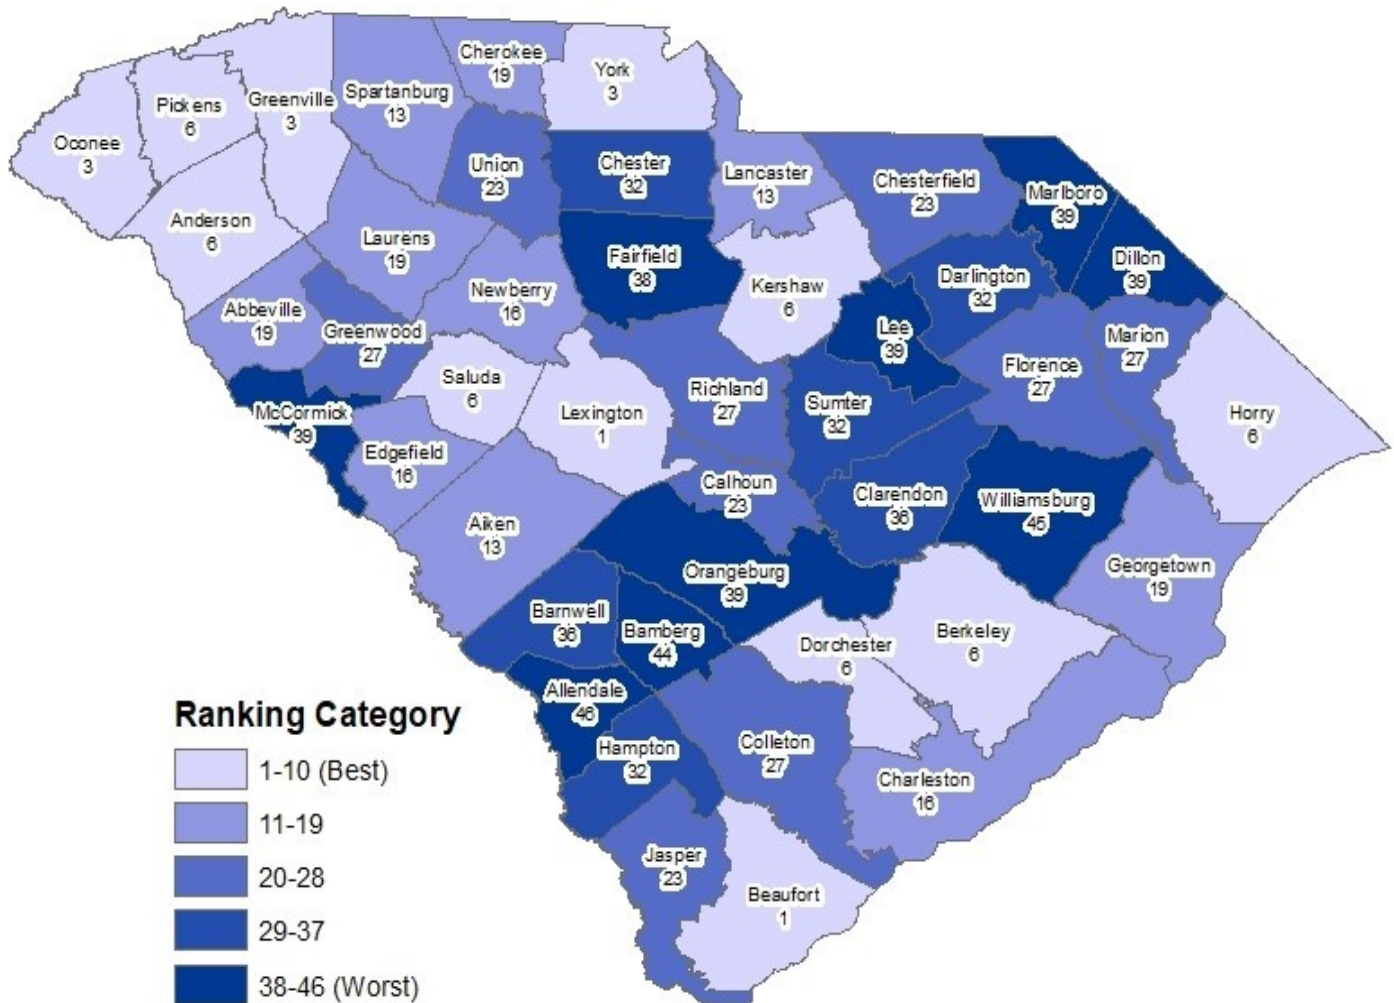 Cherokee
19
York
3
Spartanburg
13
Greenville
3
Pickens
6
Oconee
3
Union
23
Chester
32
Lancaster
13
Chesterfield
23
Marlboro
39
Anderson
6
Laurens
19
Fairfield
38
Kershaw
6
Darlington
32
Dillon
39
Newberry
16
Abbeville
19
Greenwood
27
Lee
39
Marion
27
Florence
27
Saluda
6
Lexington
1
Richland
27
Sumter
32
Horry
6
McCormick
39
Edgefield
16
Calhoun
23
Clarendon
36
Williamsburg
45
Aiken
13
Orangeburg
39
Georgetown
19
Barnwell
36
Bamberg
44
Dorchester
6
Berkeley
6
Allendale
46
Hampton
32
Colleton
27
Charleston
16
Jasper
23
Beaufort
1
Ranking Category
1-10 (Best)
11-19
20-28
29-37
38-46 (Worst)